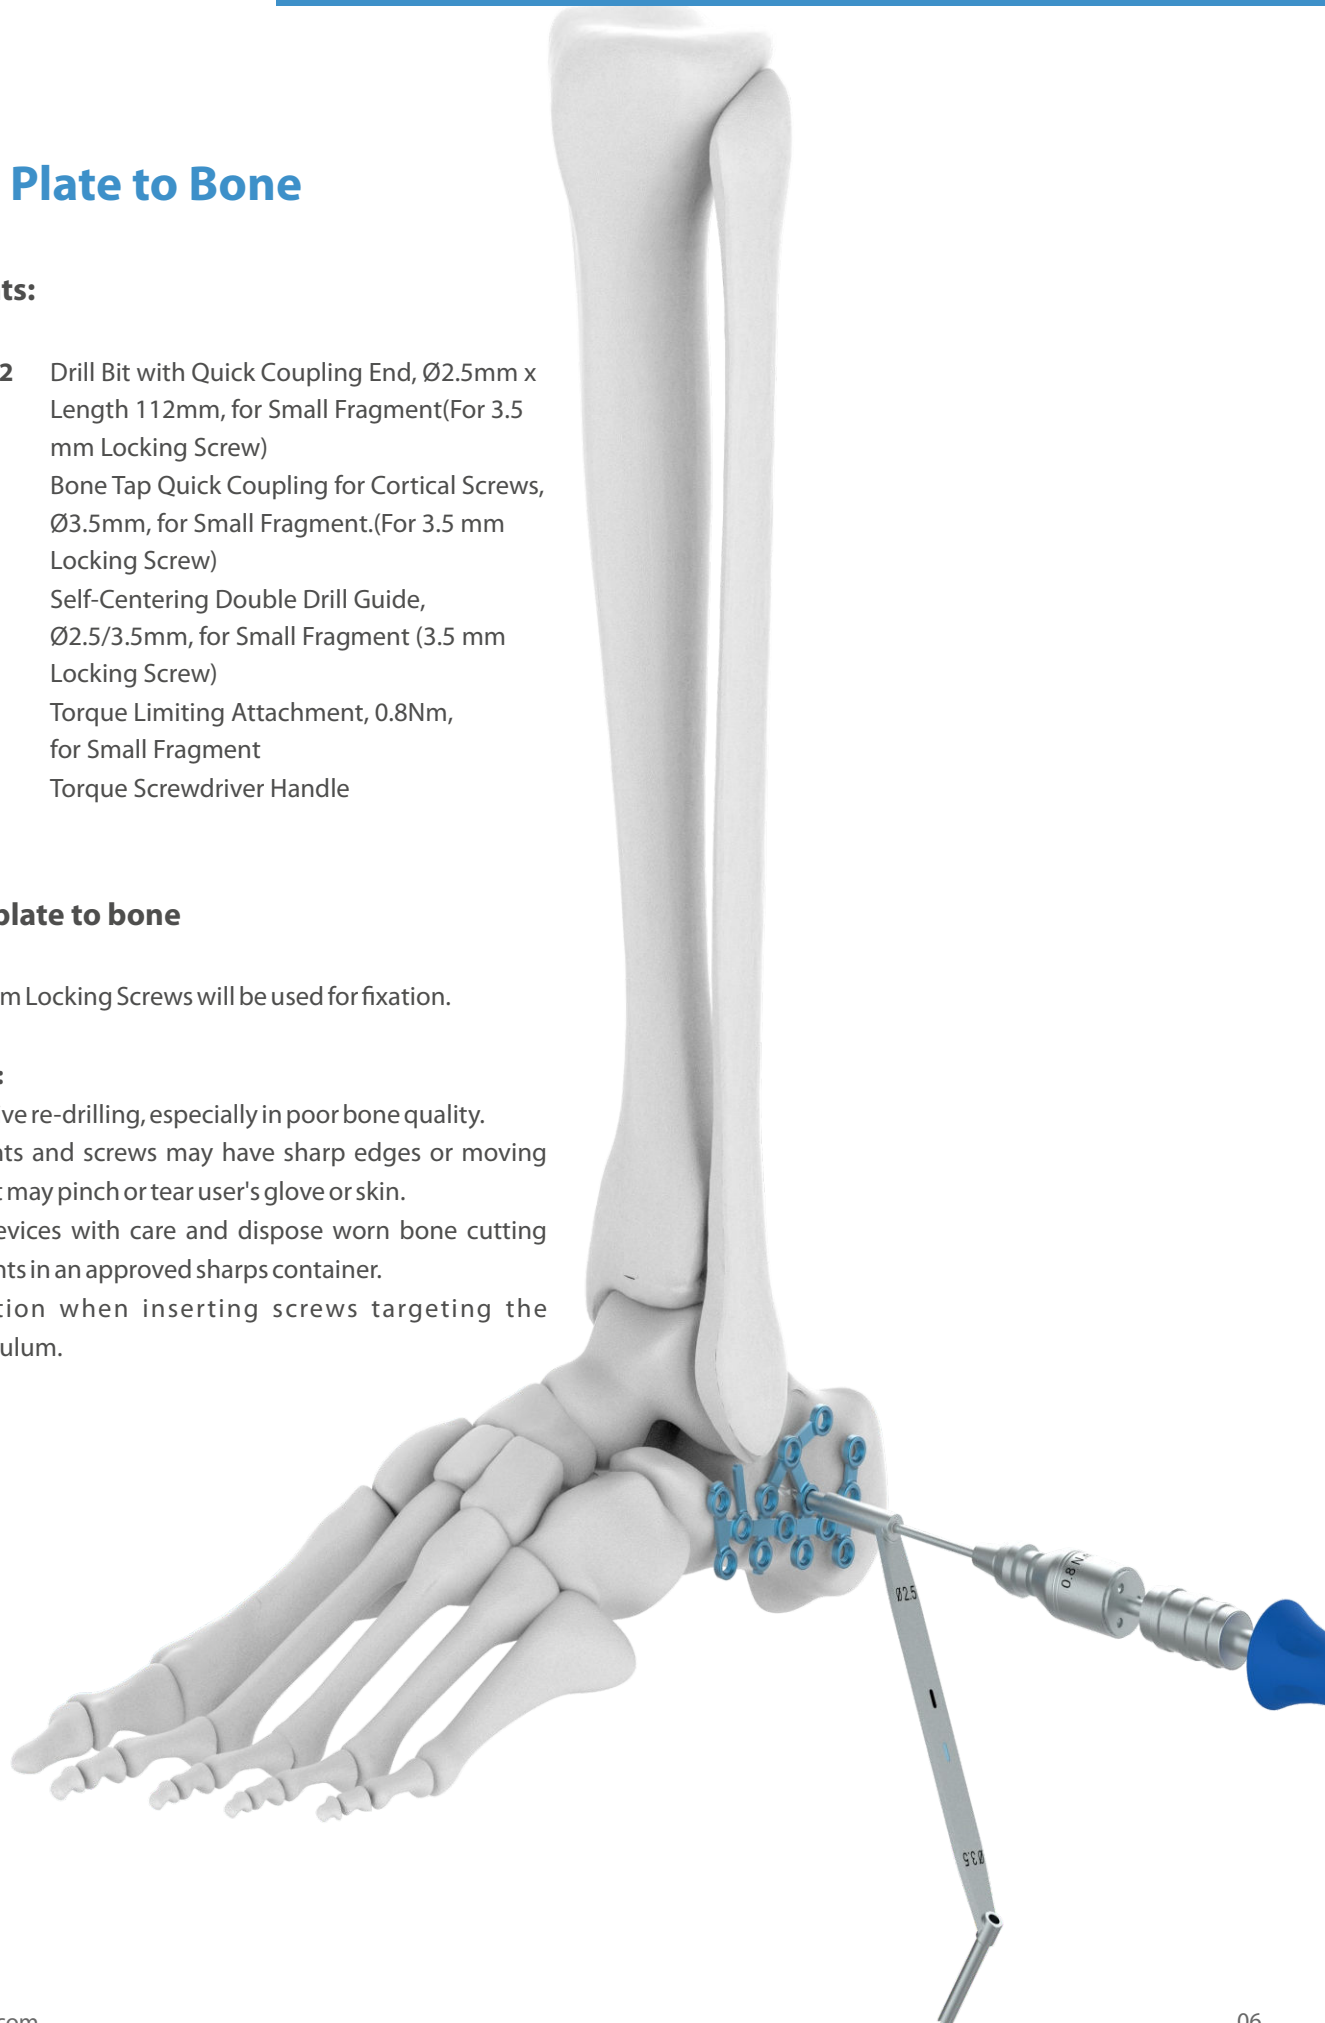 Plate to Bone
ts:
2 Drill Bit with Quick Coupling End, Ø2.5mm x
Length 112mm, for Small Fragment(For 3.5
mm Locking Screw)
Bone Tap Quick Coupling for Cortical Screws,
Ø3.5mm, for Small Fragment.(For 3.5 mm
Locking Screw)
Self-Centering Double Drill Guide,
Ø2.5/3.5mm, for Small Fragment (3.5 mm
Locking Screw)
Torque Limiting Attachment, 0.8Nm,
for Small Fragment
Torque Screwdriver Handle
plate to bone
m Locking Screws will be used for fixation.
:
ve re-drilling, especially in poor bone quality.
nts and screws may have sharp edges or moving
t may pinch or tear user's glove or skin.
evices with care and dispose worn bone cutting
nts in an approved sharps container.
tion when inserting screws targeting the
ulum.
0.8 N
Ø2.5
Ø3.5
com
06